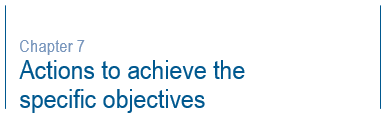 Chapter 7
Actions to achieve the
specific objectives